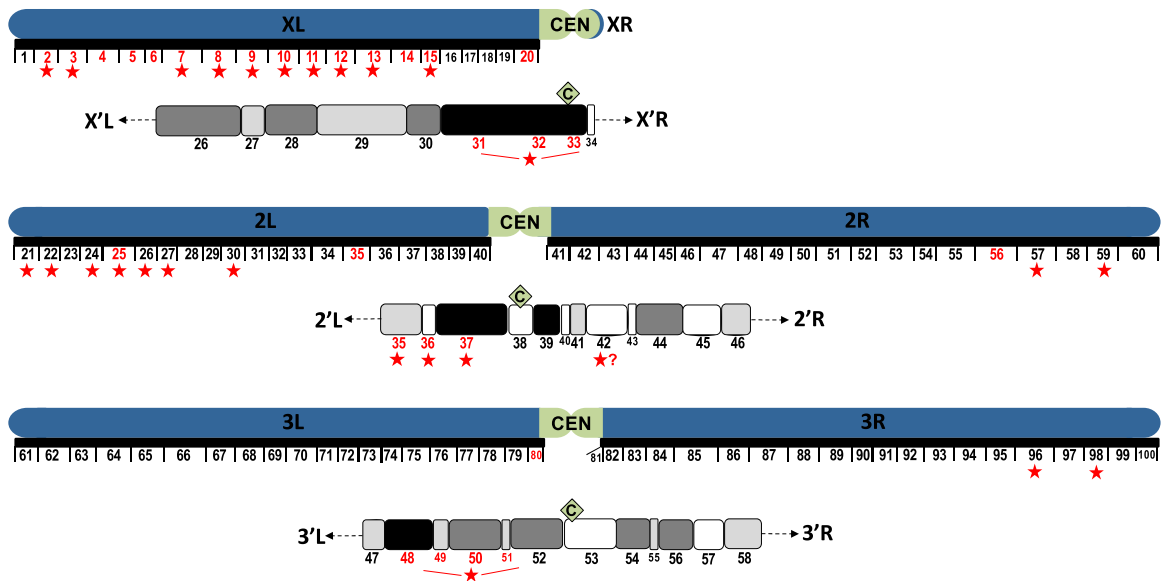 XL CEN XR
1 2 3 4 5 6 7 8 9 10 11 12 13 14 15 16 17 18 19 20
C
X'L X'R
26 27 28 29 30 31 32 33 34
2L CEN 2R
21 22 23 24 25 26 27 28 29 30 31 32 33 34 35 36 37 38 39 40 41 42 43 44 45 46 47 48 49 50 51 52 53 54 55 56 57 58 59 60
C
2'L 2'R
35 36 37 38 39 40 41 42 43 44 45 46
?
3L CEN 3R
61 62 63 64 65 66 67 68 69 70 71 72 73 74 75 76 77 78 79 80 81 82 83 84 85 86 87 88 89 90 91 92 93 94 95 96 97 98 99 100
C
3'L 3'R
47 48 49 50 51 52 53 54 55 56 57 58